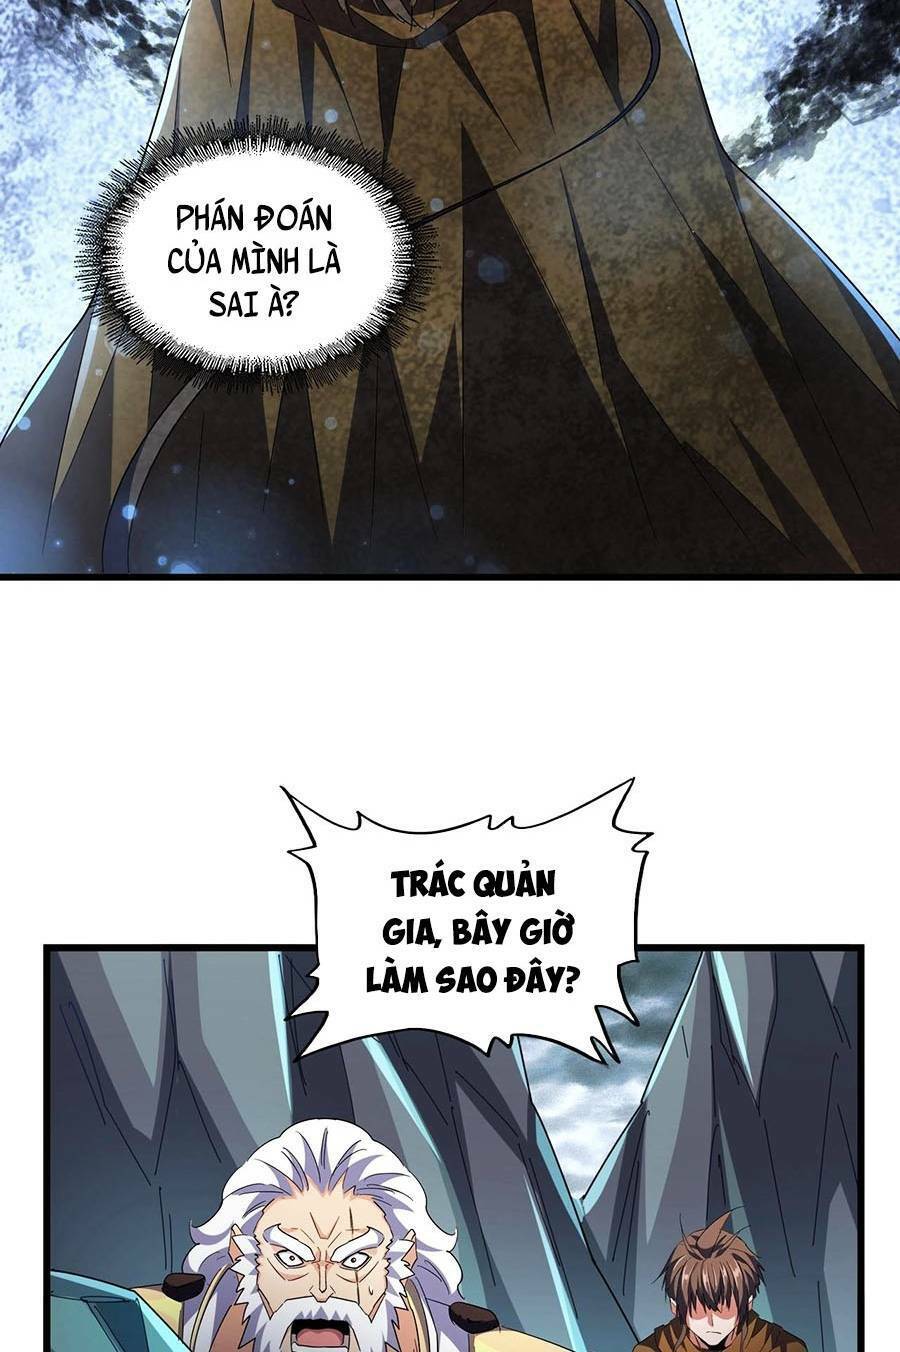 PHÁN ĐOÁN
CỦA MÌNH LÀ
SAI À?
TRÁC QUẢN
GIA, BÂY GIỜ
LÀM SAO ĐÂY?